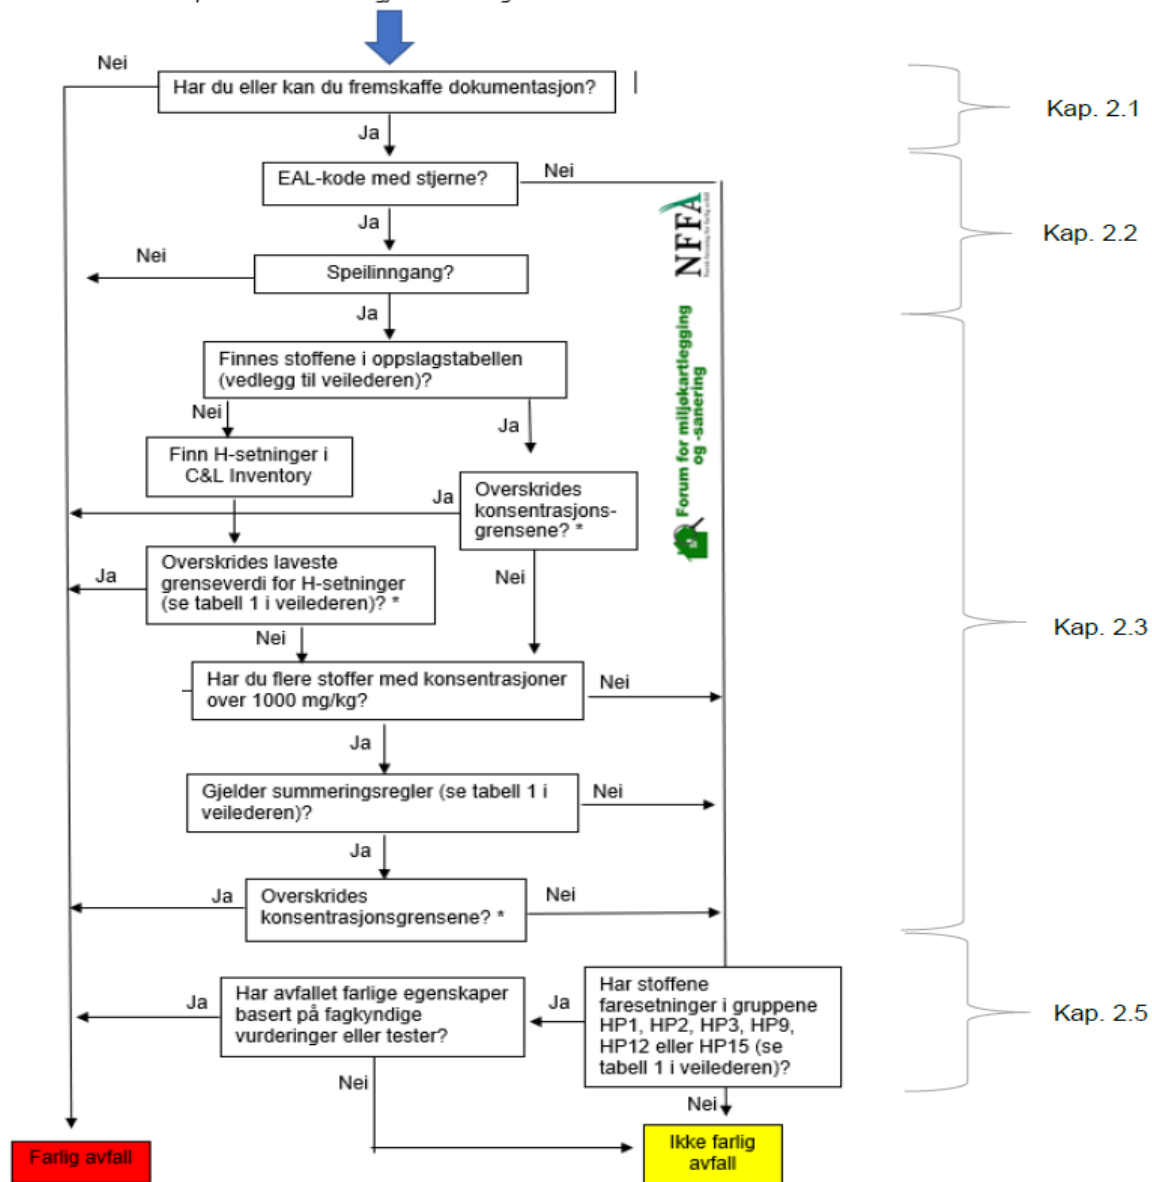 Nei
Har du eller kan du fremskaffe dokumentasjon?
Kap. 2.1
Ja
EAL-kode med stjerne?
Nei
Ja
NFFA
Kap. 2.2
Nei
Speilinngang?
Ja
Finnes stoffene i oppslagstabellen
(vedlegg til veilederen)?
Forum for miljøkartlegging
og -sanering
Nei
Ja
Finn H-setninger i
C&L Inventory
Ja
Overskrides
konsentrasjons-
grensene? *
Ja
Overskrides laveste
grenseverdi for H-setninger
(se tabell 1 i veilederen)? *
Nei
Kap. 2.3
Nei
Har du flere stoffer med konsentrasjoner
over 1000 mg/kg?
Nei
Ja
Gjelder summeringsregler (se tabell 1 i
veilederen)?
Nei
Ja
Ja
Overskrides
konsentrasjonsgrensene? *
Nei
Ja
Har avfallet farlige egenskaper
basert på fagkyndige
vurderinger eller tester?
Ja
Har stoffene
faresetninger i gruppene
HP1, HP2, HP3, HP9,
HP12 eller HP15 (se
tabell 1 i veilederen)?
Kap. 2.5
Nei
Nei
Farlig avfall
Ikke farlig
avfall